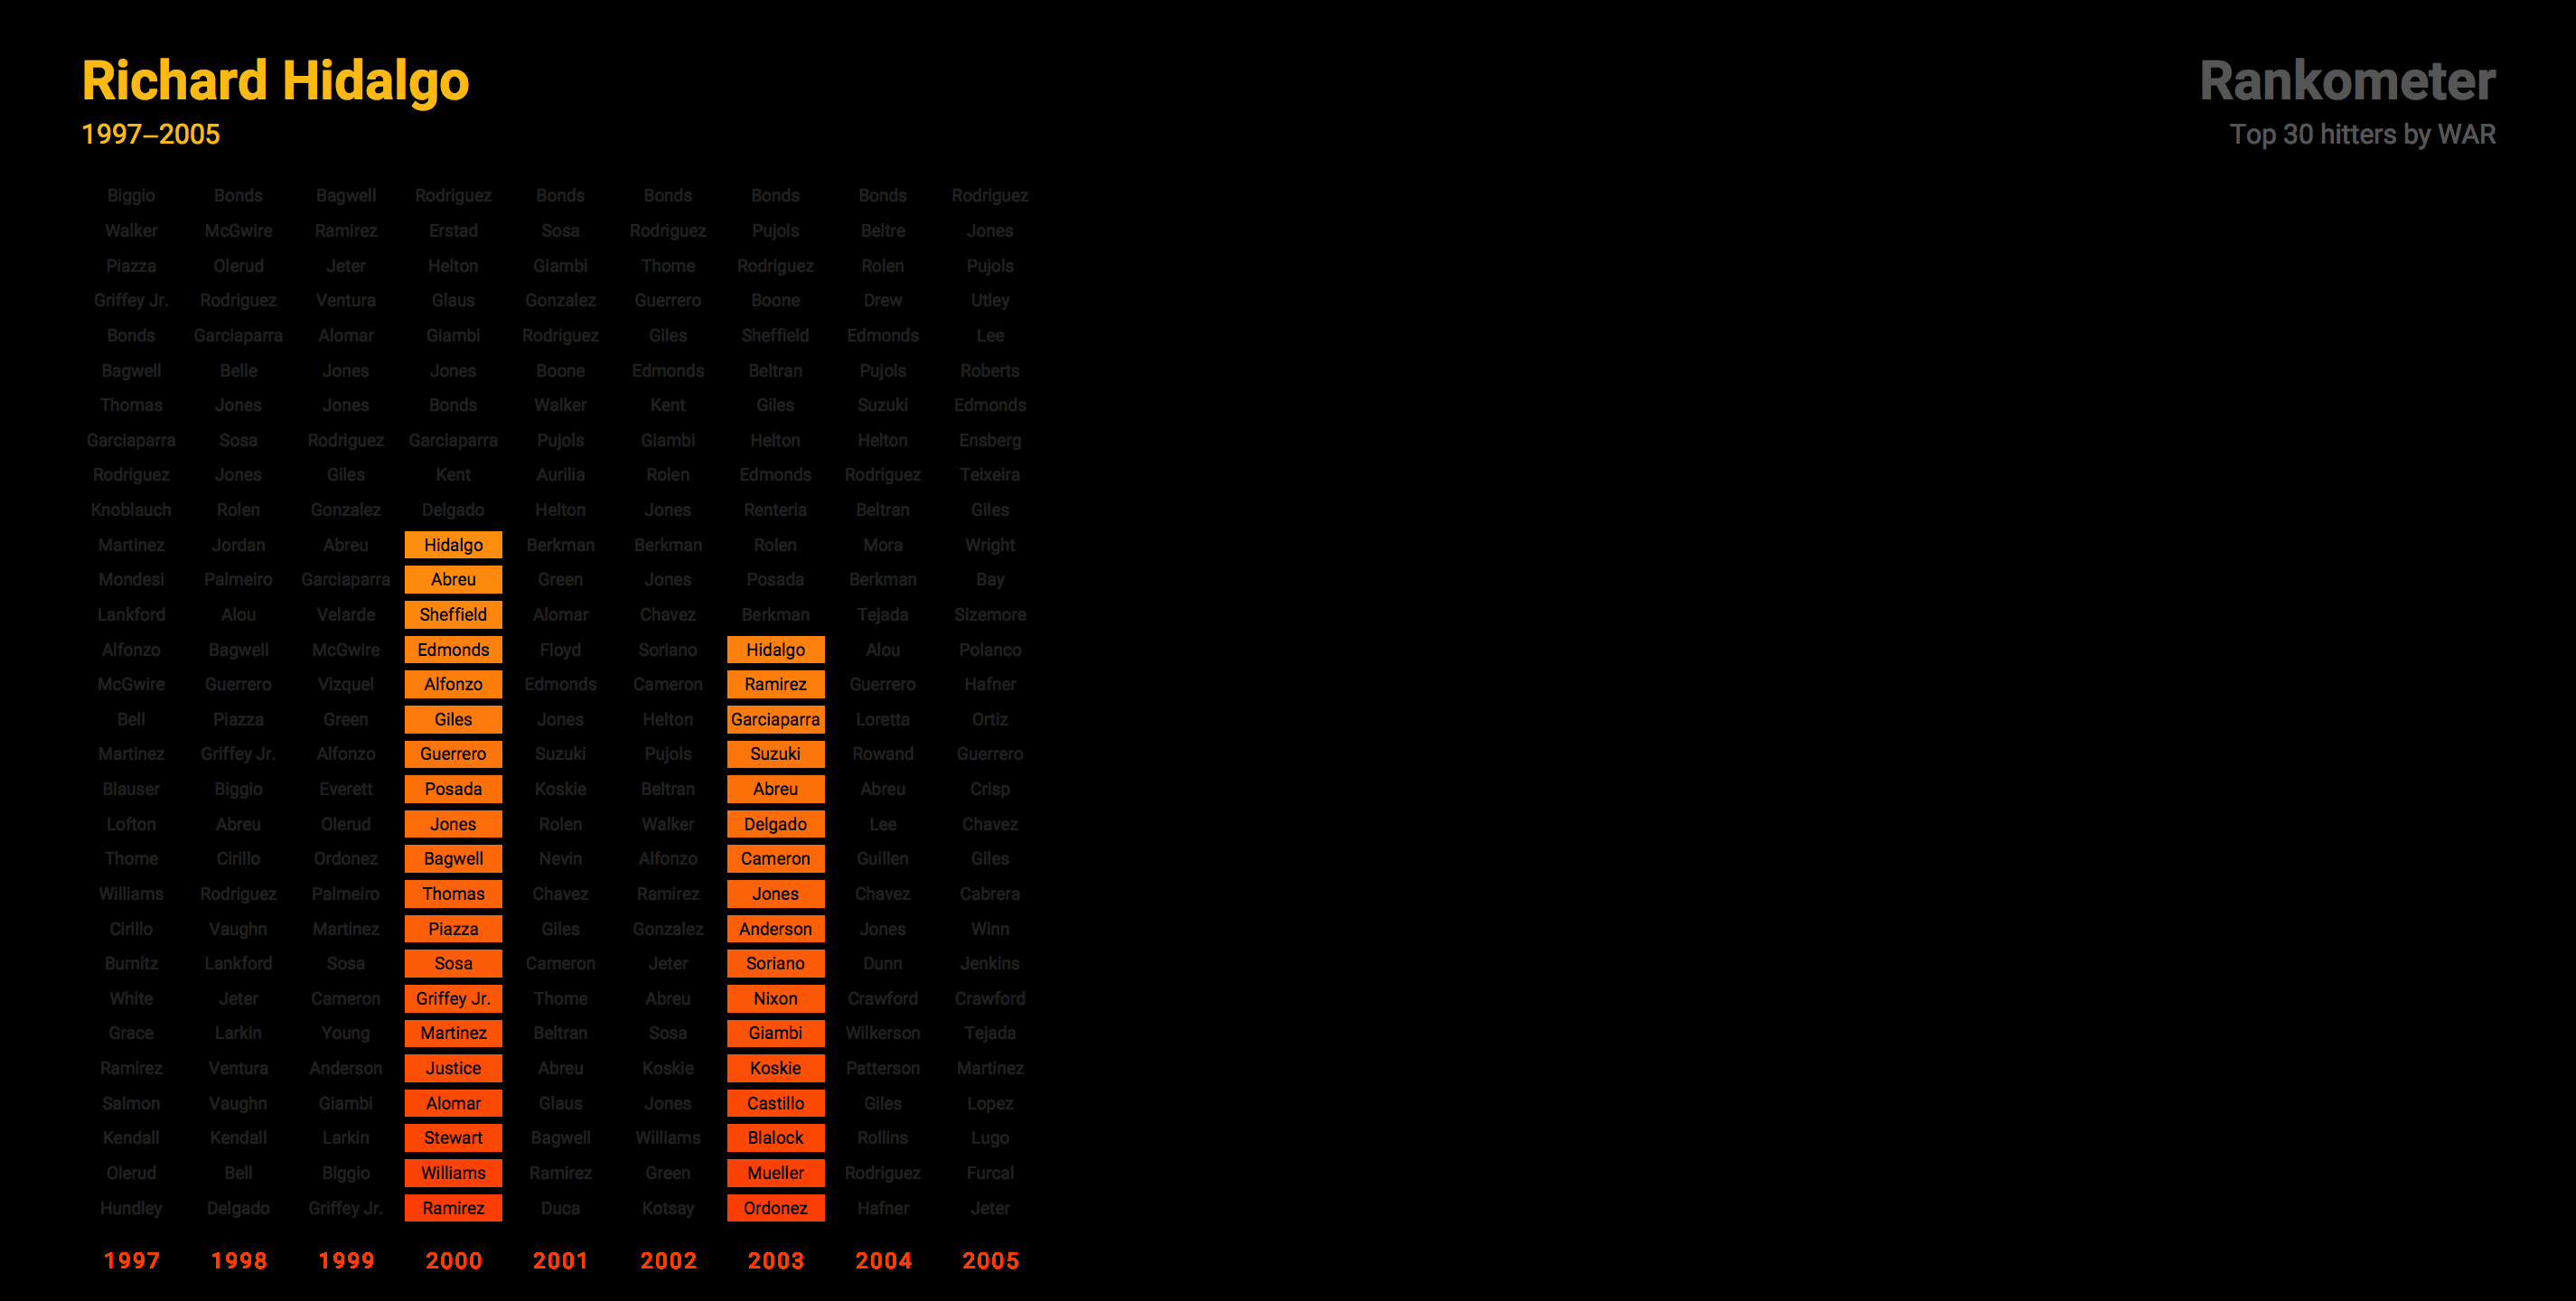 Richard Hidalgo
1997–2005
Rankometer
Top 30 hitters by WAR
Biggio Bonds Bagwell Rodriguez Bonds Bonds Bonds Bonds Rodriguez
Walker McGwire Ramirez Erstad Sosa Rodriguez Pujols Beltre Jones
Piazza Olerud Jeter Helton Giambi Thome Rodriguez Rolen Pujols
Griffey Jr. Rodriguez Ventura Glaus Gonzalez Guerrero Boone Drew Utley
Bonds Garciaparra Alomar Giambi Rodriguez Giles Sheffield Edmonds Lee
Bagwell Belle Jones Jones Boone Edmonds Beltran Pujols Roberts
Thomas Jones Jones Bonds Walker Kent Giles Suzuki Edmonds
Garciaparra Sosa Rodriguez Garciaparra Pujols Giambi Helton Helton Ensberg
Rodriguez Jones Giles Kent Aurilia Rolen Edmonds Rodriguez Teixeira
Knoblauch Rolen Gonzalez Delgado Helton Jones Renteria Beltran Giles
Martinez Jordan Abreu Hidalgo Berkman Berkman Rolen Mora Wright
Mondesi Palmeiro Garciaparra Abreu Green Jones Posada Berkman Bay
Lankford Alou Velarde Sheffield Alomar Chavez Berkman Tejada Sizemore
Alfonzo Bagwell McGwire Edmonds Floyd Soriano Hidalgo Alou Polanco
McGwire Guerrero Vizquel Alfonzo Edmonds Cameron Ramirez Guerrero Hafner
Bell Piazza Green Giles Jones Helton Garciaparra Loretta Ortiz
Martinez Griffey Jr. Alfonzo Guerrero Suzuki Pujols Suzuki Rowand Guerrero
Blauser Biggio Everett Posada Koskie Beltran Abreu Abreu Crisp
Lofton Abreu Olerud Jones Rolen Walker Delgado Lee Chavez
Thome Cirillo Ordonez Bagwell Nevin Alfonzo Cameron Guillen Giles
Williams Rodriguez Palmeiro Thomas Chavez Ramirez Jones Chavez Cabrera
Cirillo Vaughn Martinez Piazza Giles Gonzalez Anderson Jones Winn
Burnitz Lankford Sosa Sosa Cameron Jeter Soriano Dunn Jenkins
White Jeter Cameron Griffey Jr. Thome Abreu Nixon Crawford Crawford
Grace Larkin Young Martinez Beltran Sosa Giambi Wilkerson Tejada
Ramirez Ventura Anderson Justice Abreu Koskie Koskie Patterson Martinez
Salmon Vaughn Giambi Alomar Glaus Jones Castillo Giles Lopez
Kendall Kendall Larkin Stewart Bagwell Williams Blalock Rollins Lugo
Olerud Bell Biggio Williams Ramirez Green Mueller Rodriguez Furcal
Hundley Delgado Griffey Jr. Ramirez Duca Kotsay Ordonez Hafner Jeter
1997 1998 1999 2000 2001 2002 2003 2004 2005